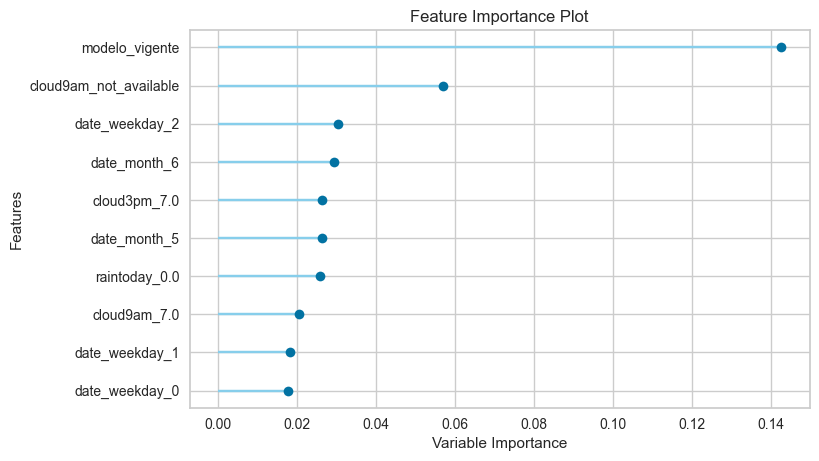 Feature Importance Plot
modelo_vigente
cloud9am_not_available
date_weekday_2
date_month_6
cloud3pm_7.0
date_month_5
raintoday_0.0
cloud9am_7.0
date_weekday_1
date_weekday_0
Features
0.00 0.02 0.04 0.06 0.08 0.10 0.12 0.14
Variable Importance